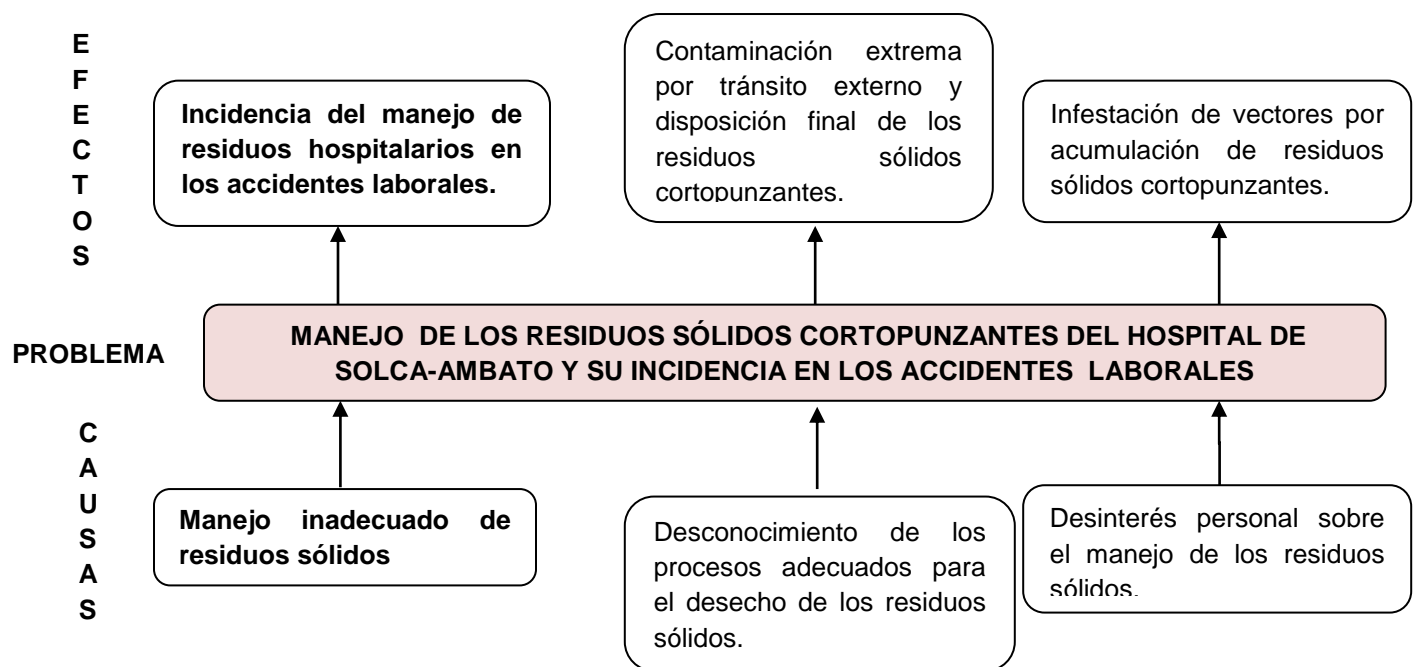 EFECTOS
Incidencia del manejo de
residuos hospitalarios en
los accidentes laborales.
Contaminación extrema
por tránsito externo y
disposición final de los
residuos sólidos
cortopunzantes.
Infestación de vectores por
acumulación de residuos
sólidos cortopunzantes.
PROBLEMA
MANEJO DE LOS RESIDUOS SÓLIDOS CORTOPUNZANTES DEL HOSPITAL DE
SOLCA-AMBATO Y SU INCIDENCIA EN LOS ACCIDENTES LABORALES
CAUSAS
Manejo inadecuado de
residuos sólidos
Desconocimiento de los
procesos adecuados para
el desecho de los residuos
sólidos.
Desinterés personal sobre
el manejo de los residuos
sólidos.